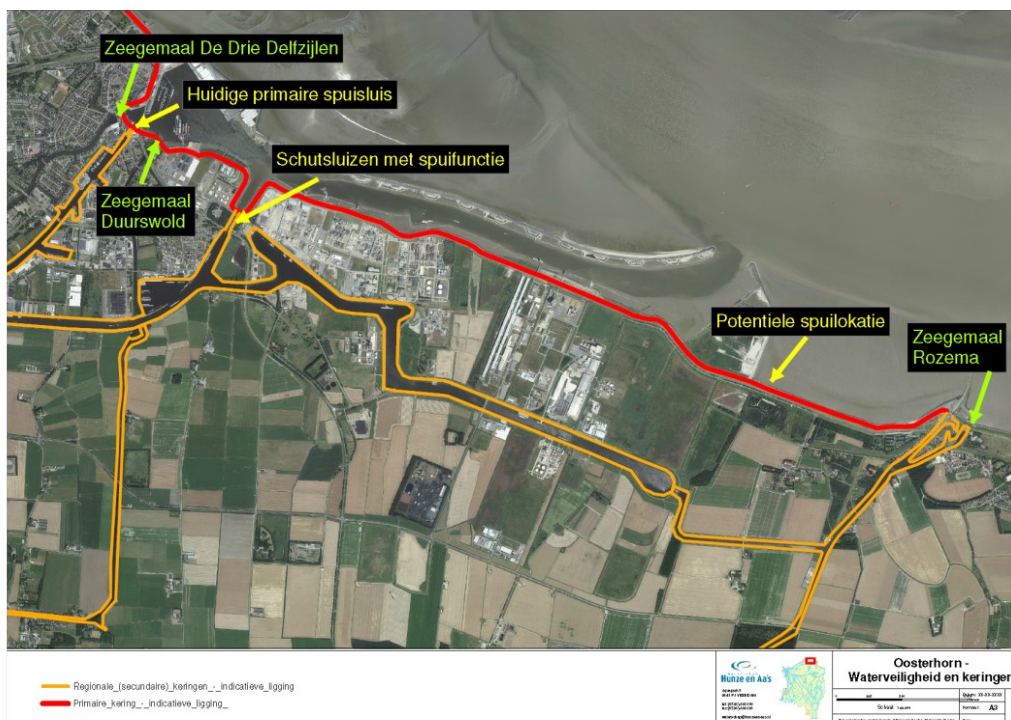 Zeegemaal De Drie Delfzijlen
Huidige primaire spuisluis
Schutsluizen met spuifunctie
Zeegemaal
Duurswold
Potentiele spuilokatie
Zeegemaal
Rozema
Regionale_(secundaire)_keringen_-_indicatieve_ligging
Primaire_kering_-_indicatieve_ligging_
Hunze en Aa's
Oosterhorn -
Waterveiligheid en keringen
A3